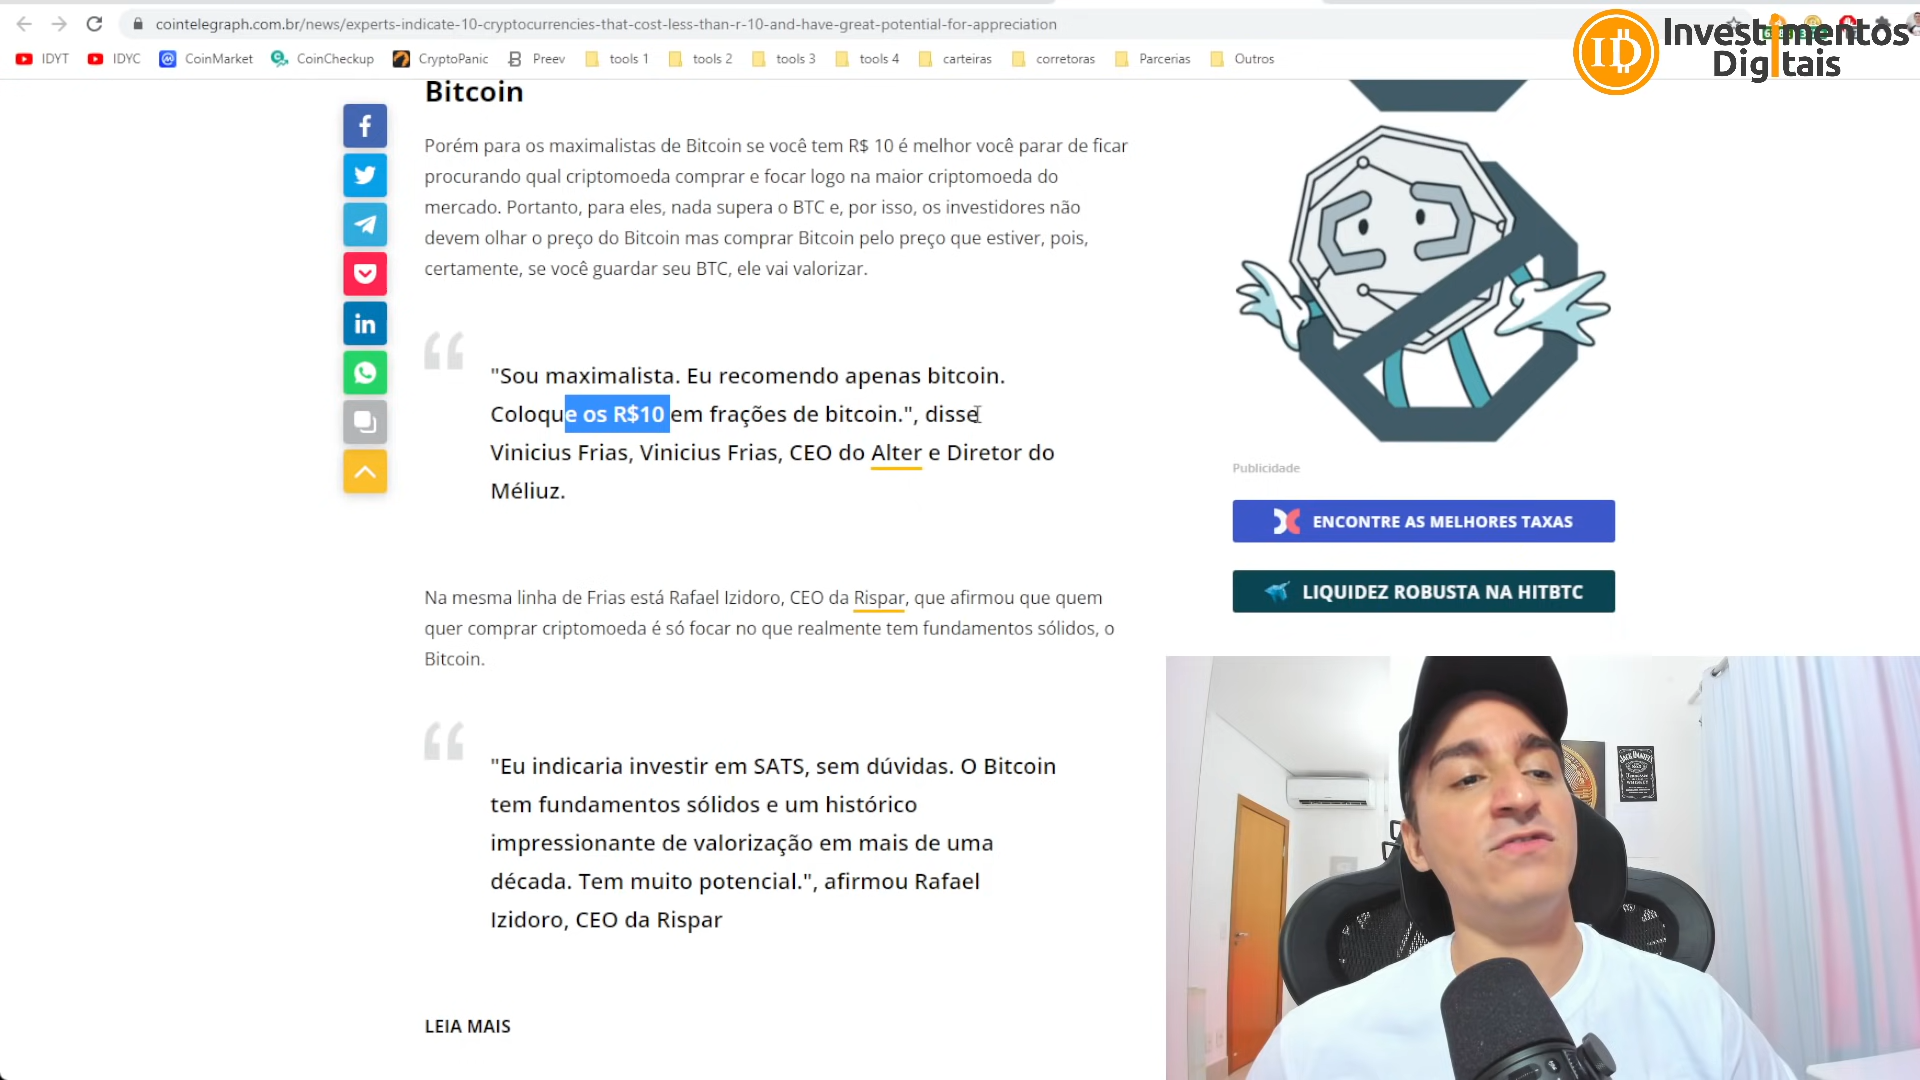 cointelegraph.com.br/news/experts-indicate-10-cryptocurrencies-that-cost-less-than-r-10-and-have-great-potential-for-appreciation
IDYT IDYC CoinMarket CoinCheckup CryptoPanic Preev tools 1 tools 2 tools 3 tools 4 carteiras corretoras Parcerias Outros
Investimentos
Digitais
Bitcoin
Porém para os maximalistas de Bitcoin se você tem R$ 10 é melhor você parar de ficar
procurando qual criptomoeda comprar e focar logo na maior criptomoeda do
mercado. Portanto, para eles, nada supera o BTC e, por isso, os investidores não
devem olhar o preço do Bitcoin mas comprar Bitcoin pelo preço que estiver, pois,
certamente, se você guardar seu BTC, ele vai valorizar.
"Sou maximalista. Eu recomendo apenas bitcoin.
Coloque os R$10 em frações de bitcoin.", disse
Vinicius Frias, Vinicius Frias, CEO do Alter e Diretor do
Méliuz.
Na mesma linha de Frias está Rafael Izidoro, CEO da Rispar, que afirmou que quem
quer comprar criptomoeda é só focar no que realmente tem fundamentos sólidos, o
Bitcoin.
"Eu indicaria investir em SATS, sem dúvidas. O Bitcoin
tem fundamentos sólidos e um histórico
impressionante de valorização em mais de uma
década. Tem muito potencial.", afirmou Rafael
Izidoro, CEO da Rispar
LEIA MAIS
Publicidade
ENCONTRE AS MELHORES TAXAS
LIQUIDEZ ROBUSTA NA HITBTC
JACK DANIEL'S